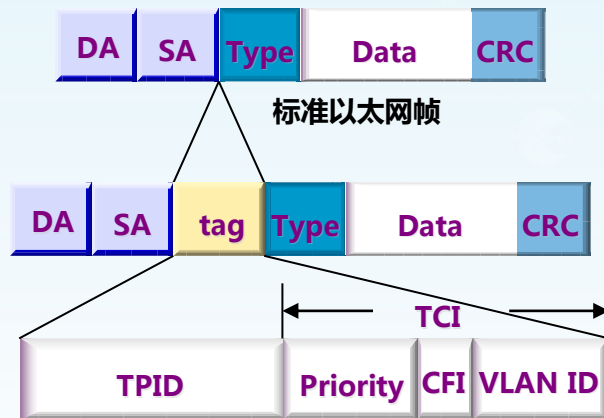 DA SA Type Data CRC
标准以太网帧
DA SA tag Type Data CRC
TCI
TPID Priority CFI VLAN ID